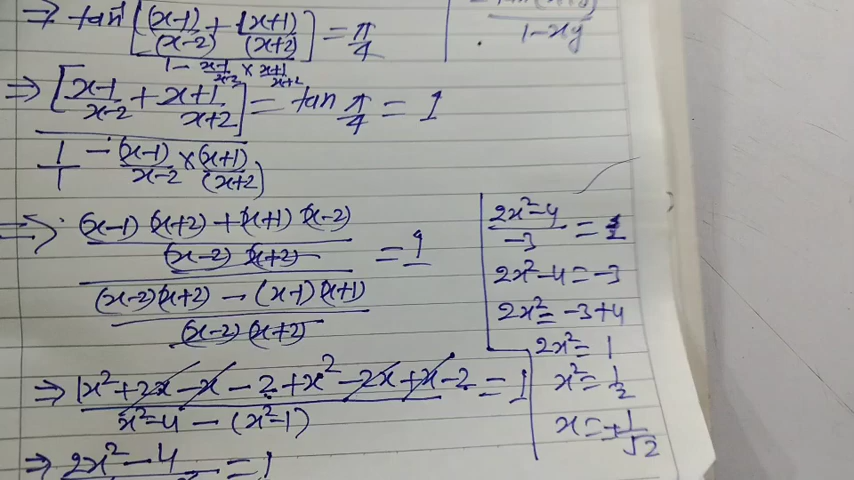 ⇒ tan⁻¹ [ (x-1)/(x-2) + (x+1)/(x+2) ] = π/4
1 - x-1/x-2 × x+1/x+2
1-xy
⇒ [ x-1/x-2 + x+1/x+2 ] = tan π/4 = 1
1/1 - (x-1)/x-2 × (x+1)/(x+2)
⇒ (x-1)(x+2) + (x+1)(x-2)
(x-2)(x+2) = 1
(x-2)(x+2) - (x-1)(x+1)
(x-2)(x+2)
⇒ x²+2x-x-2+x²-2x+x-2 = 1
x²-4-(x²-1)
⇒ 2x²-4 = 1
2x²-4/-3 = 1
2x²-4=-3
2x²=-3+4
2x²=1
x²=1/2
x=±1/√2